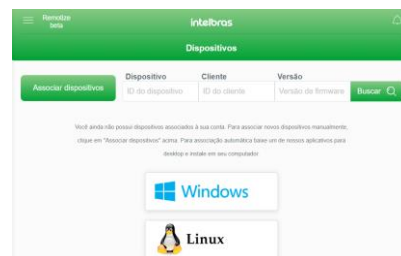 Remotize
beta
intelbras
Dispositivos
Associar dispositivos
Dispositivo
Cliente
Versão
ID do dispositivo
ID do cliente
Versão de firmware
Buscar
Você ainda não possui dispositivos associados à sua conta. Para associar novos dispositivos manualmente,
clique em "Associar dispositivos" acima. Para associação automática baixe um de nossos aplicativos para
desktop e instale em seu computador
Windows
Linux